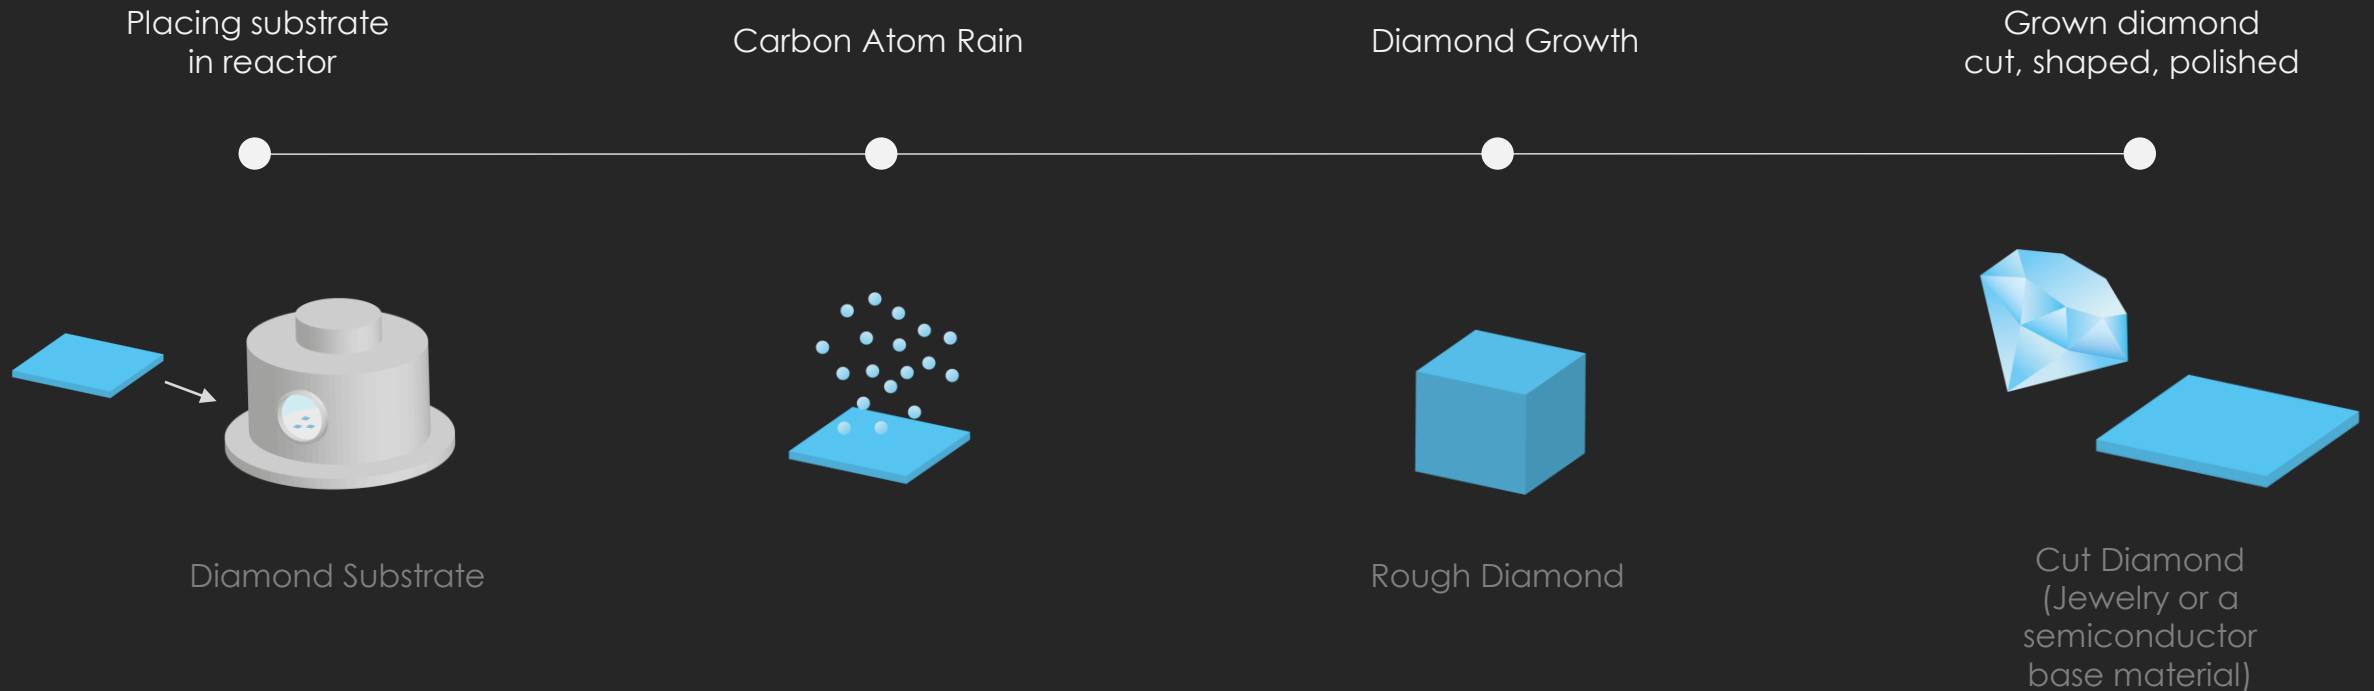 Placing substrate
in reactor
Carbon Atom Rain
Diamond Growth
Grown diamond
cut, shaped, polished
Diamond Substrate
Rough Diamond
Cut Diamond
(Jewelry or a
semiconductor
base material)